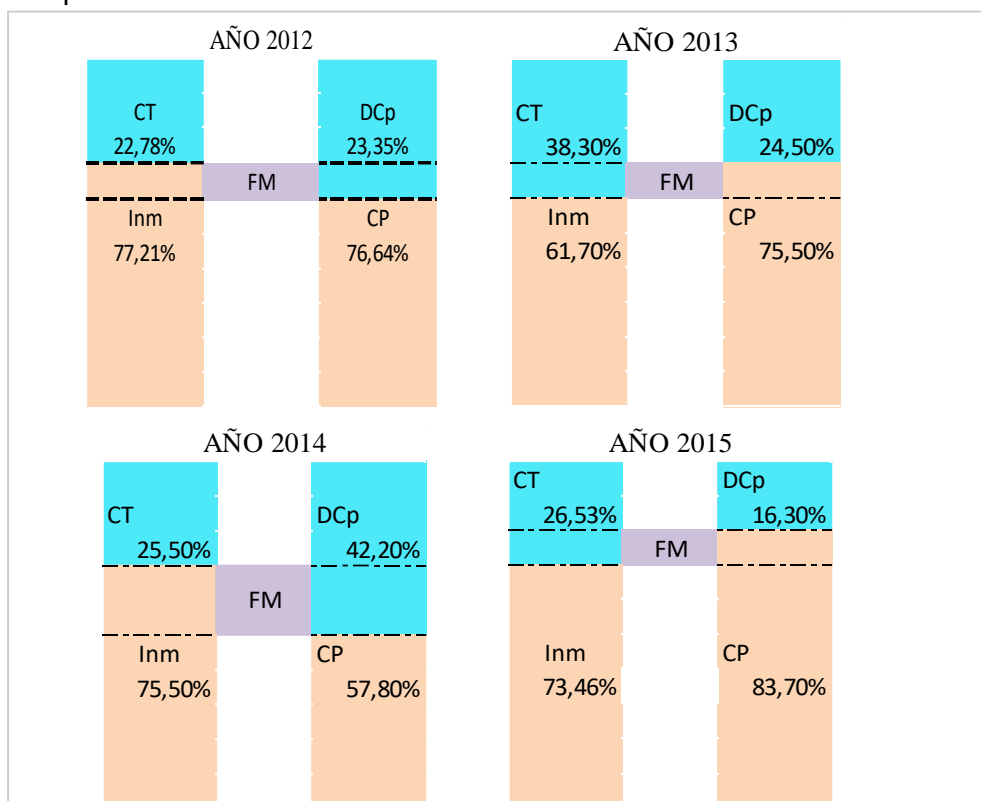 AÑO 2012
CT
22,78%
DCp
23,35%
FM
Inm
77,21%
CP
76,64%
AÑO 2013
CT
38,30%
DCp
24,50%
FM
Inm
61,70%
CP
75,50%
AÑO 2014
CT
25,50%
DCp
42,20%
FM
Inm
75,50%
CP
57,80%
AÑO 2015
CT
26,53%
DCp
16,30%
FM
Inm
73,46%
CP
83,70%